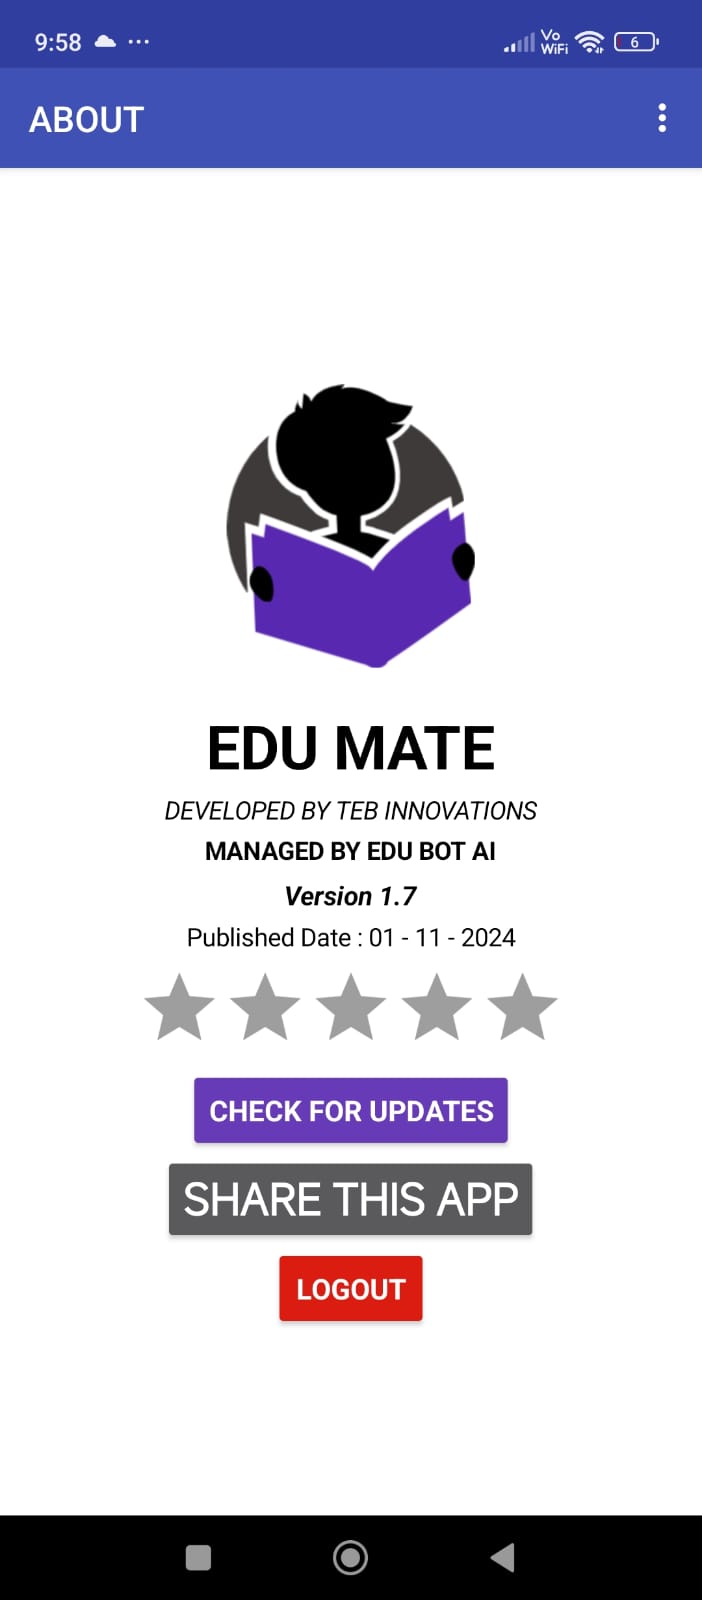 9:58
Vo
WiFi
6
ABOUT
EDU MATE
DEVELOPED BY TEB INNOVATIONS
MANAGED BY EDU BOT AI
Version 1.7
Published Date : 01 - 11 - 2024
CHECK FOR UPDATES
SHARE THIS APP
LOGOUT